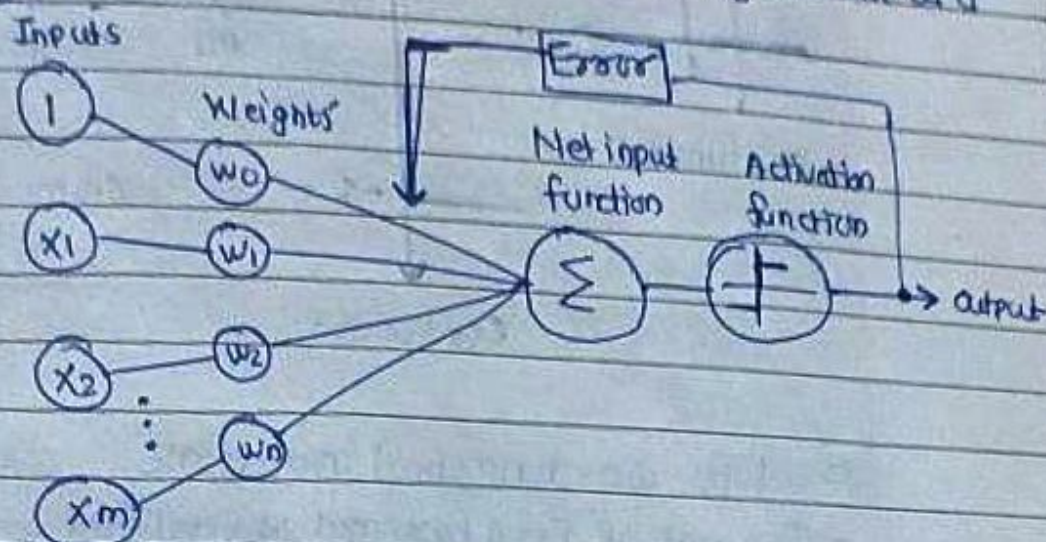 Inputs
Error
1
Weights
Net input
function
Activation
function
W0
X1
W1
Σ
output
X2
W2
Wn
Xm